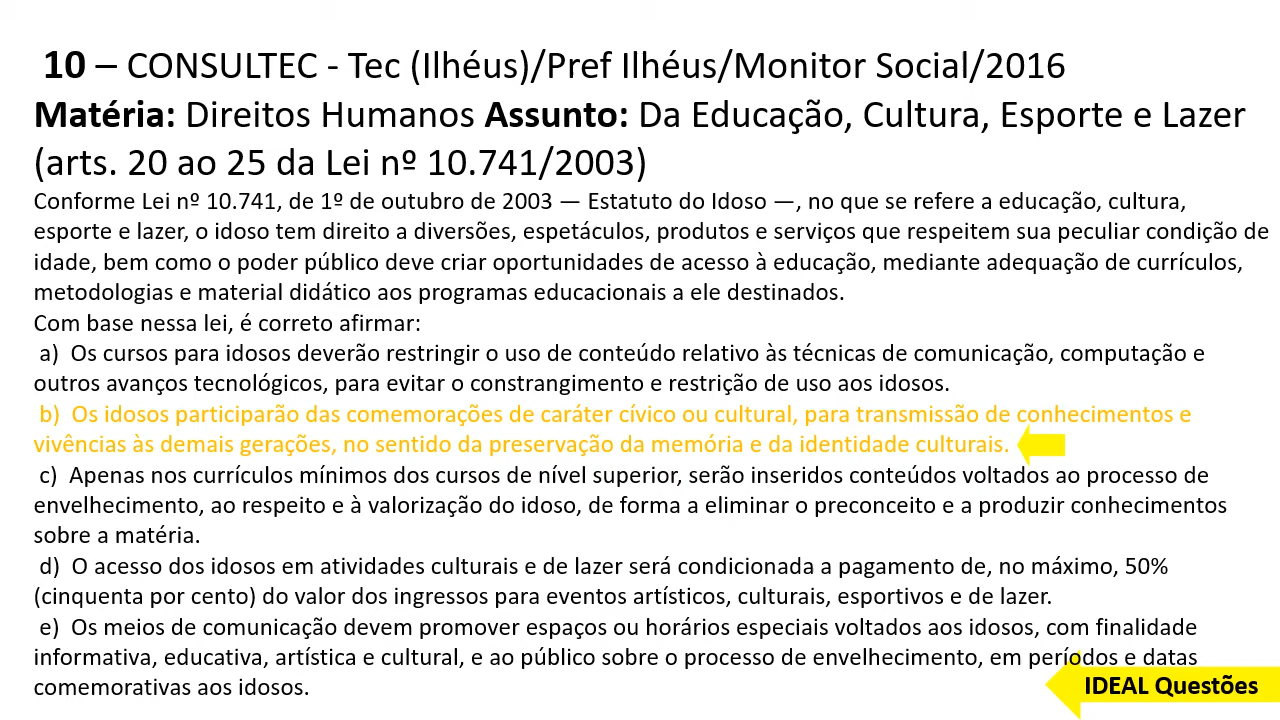 10 – CONSULTEC - Tec (Ilhéus)/Pref Ilhéus/Monitor Social/2016
Matéria: Direitos Humanos Assunto: Da Educação, Cultura, Esporte e Lazer
(arts. 20 ao 25 da Lei nº 10.741/2003)
Conforme Lei nº 10.741, de 1º de outubro de 2003 — Estatuto do Idoso —, no que se refere a educação, cultura,
esporte e lazer, o idoso tem direito a diversões, espetáculos, produtos e serviços que respeitem sua peculiar condição de
idade, bem como o poder público deve criar oportunidades de acesso à educação, mediante adequação de currículos,
metodologias e material didático aos programas educacionais a ele destinados.
Com base nessa lei, é correto afirmar:
a) Os cursos para idosos deverão restringir o uso de conteúdo relativo às técnicas de comunicação, computação e
outros avanços tecnológicos, para evitar o constrangimento e restrição de uso aos idosos.
b) Os idosos participarão das comemorações de caráter cívico ou cultural, para transmissão de conhecimentos e
vivências às demais gerações, no sentido da preservação da memória e da identidade culturais.
c) Apenas nos currículos mínimos dos cursos de nível superior, serão inseridos conteúdos voltados ao processo de
envelhecimento, ao respeito e à valorização do idoso, de forma a eliminar o preconceito e a produzir conhecimentos
sobre a matéria.
d) O acesso dos idosos em atividades culturais e de lazer será condicionada a pagamento de, no máximo, 50%
(cinquenta por cento) do valor dos ingressos para eventos artísticos, culturais, esportivos e de lazer.
e) Os meios de comunicação devem promover espaços ou horários especiais voltados aos idosos, com finalidade
informativa, educativa, artística e cultural, e ao público sobre o processo de envelhecimento, em períodos e datas
comemorativas aos idosos.
IDEAL Questões